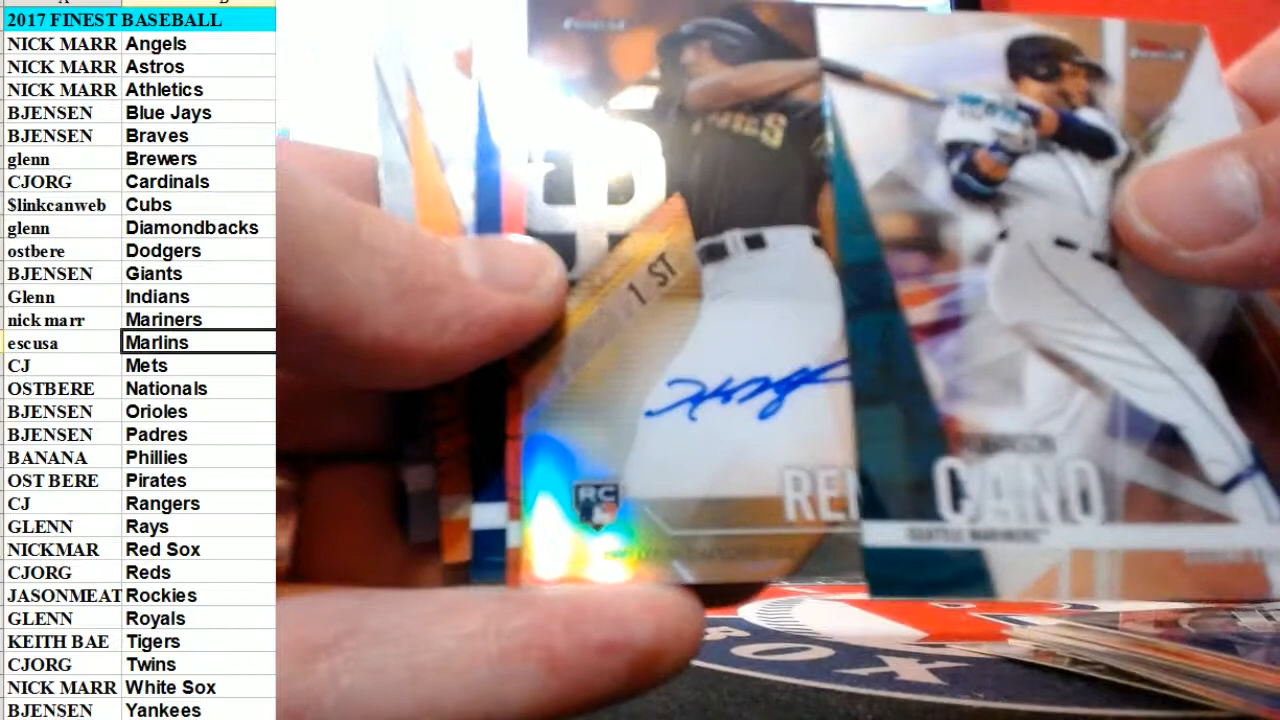 2017 FINEST BASEBALL
NICK MARR Angels
NICK MARR Astros
NICK MARR Athletics
BJENSEN Blue Jays
BJENSEN Braves
glenn Brewers
CJORG Cardinals
$linkcanweb Cubs
glenn Diamondbacks
ostbere Dodgers
BJENSEN Giants
Glenn Indians
nick marr Mariners
escusa Marlins
CJ Mets
OSTBERE Nationals
BJENSEN Orioles
BJENSEN Padres
BANANA Phillies
OST BERE Pirates
CJ Rangers
GLENN Rays
NICKMAR Red Sox
CJORG Reds
JASONMEAT Rockies
GLENN Royals
KEITH BAE Tigers
CJORG Twins
NICK MARR White Sox
BJENSEN Yankees
1 ST
RC
REN
CANO
SEATTLE MARINERS
BOX